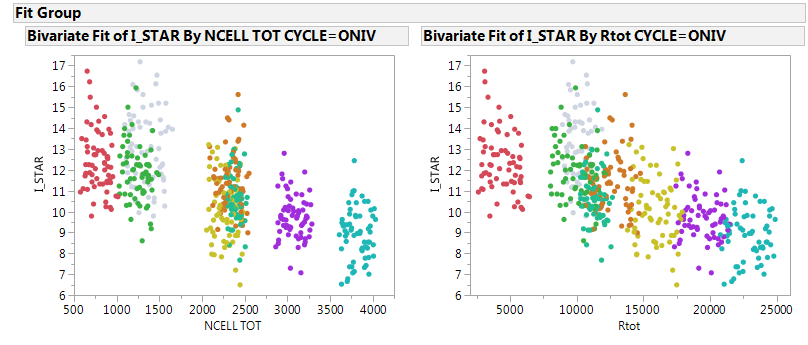 Fit Group
Bivariate Fit of I_STAR By NCELL TOT CYCLE=ONIV
Bivariate Fit of I_STAR By Rtot CYCLE=ONIV
17
16
15
14
13
12
11
10
9
8
7
6
I_STAR
500 1000 1500 2000 2500 3000 3500 4000
NCELL TOT
17
16
15
14
13
12
11
10
9
8
7
6
I_STAR
5000 10000 15000 20000 25000
Rtot